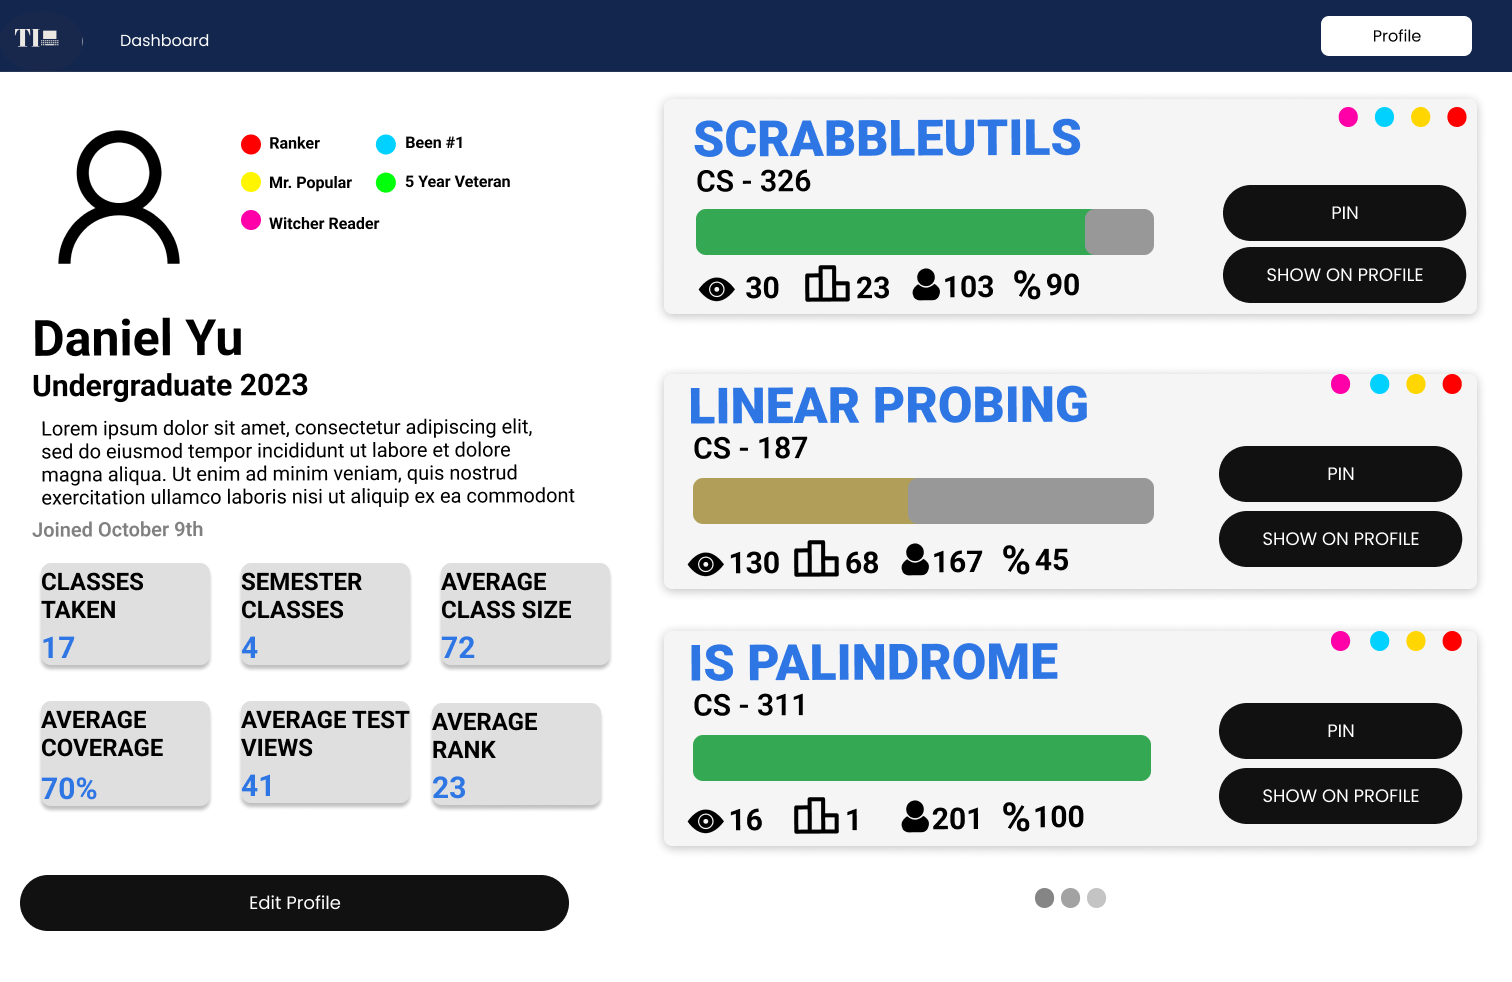 TI
Dashboard
Profile
Ranker
Been #1
Mr. Popular
5 Year Veteran
Witcher Reader
Daniel Yu
Undergraduate 2023
Lorem ipsum dolor sit amet, consectetur adipiscing elit,
sed do eiusmod tempor incididunt ut labore et dolore
magna aliqua. Ut enim ad minim veniam, quis nostrud
exercitation ullamco laboris nisi ut aliquip ex ea commodont
Joined October 9th
CLASSES
TAKEN
17
SEMESTER
CLASSES
4
AVERAGE
CLASS SIZE
72
AVERAGE
COVERAGE
70%
AVERAGE TEST
VIEWS
41
AVERAGE
RANK
23
Edit Profile
SCRABBLEUTILS
CS - 326
30 23 103 % 90
PIN
SHOW ON PROFILE
LINEAR PROBING
CS - 187
130 68 167 % 45
PIN
SHOW ON PROFILE
IS PALINDROME
CS - 311
16 1 201 % 100
PIN
SHOW ON PROFILE